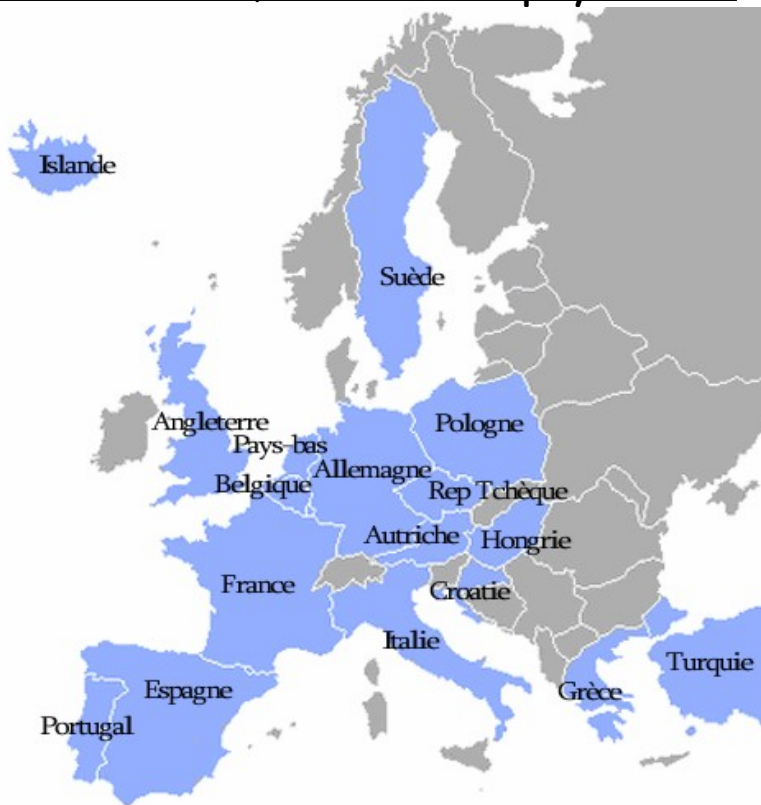 Islande
Suède
Angleterre
Pologne
Pays-bas
Allemagne
Belgique
Rep Tchèque
Autriche
Hongrie
France
Croatie
Italie
Turquie
Espagne
Grèce
Portugal